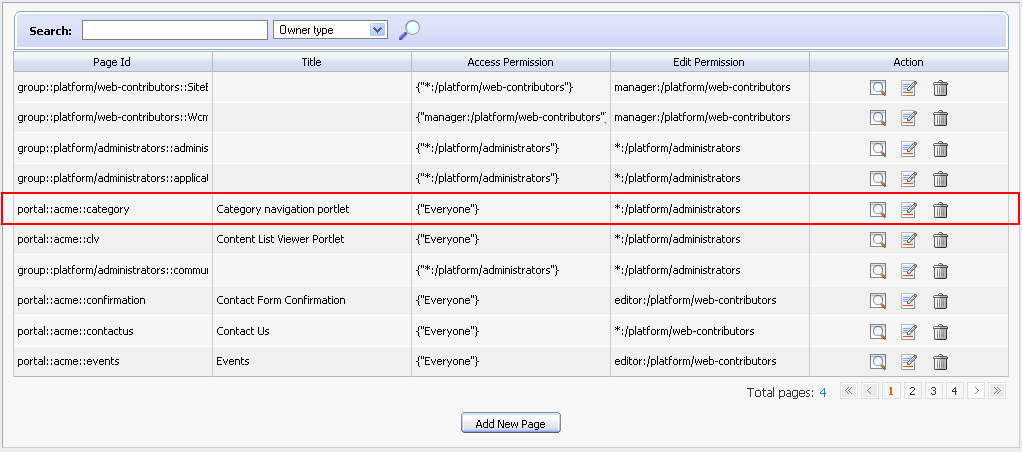 Search: Owner type
Page Id Title Access Permission Edit Permission Action
group::platform/web-contributors::SiteE {"*:/platform/web-contributors"} manager:/platform/web-contributors
group::platform/web-contributors::Wcm {"manager:/platform/web-contributors"} manager:/platform/web-contributors
group::platform/administrators::adminis {"*:/platform/administrators"} *:/platform/administrators
group::platform/administrators::applicat {"*:/platform/administrators"} *:/platform/administrators
portal::acme::category Category navigation portlet {"Everyone"} *:/platform/administrators
portal::acme::clv Content List Viewer Portlet {"Everyone"} *:/platform/administrators
group::platform/administrators::commun {"*:/platform/administrators"} *:/platform/administrators
portal::acme::confirmation Contact Form Confirmation {"Everyone"} editor:/platform/web-contributors
portal::acme::contactus Contact Us {"Everyone"} *:/platform/web-contributors
portal::acme::events Events {"Everyone"} editor:/platform/web-contributors
Total pages: 4 « < 1 2 3 4 > »
Add New Page